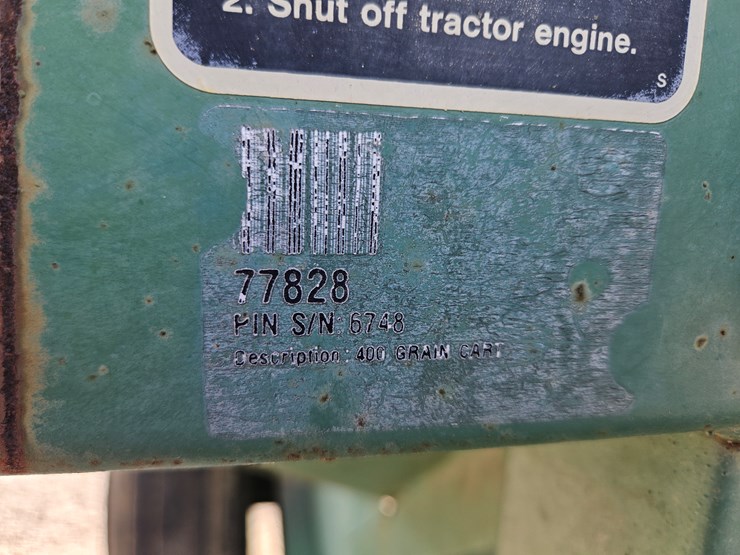 2. Shut off tractor engine.
S
77828
PIN S/N: 6748
Description: 400 GRAIN CART